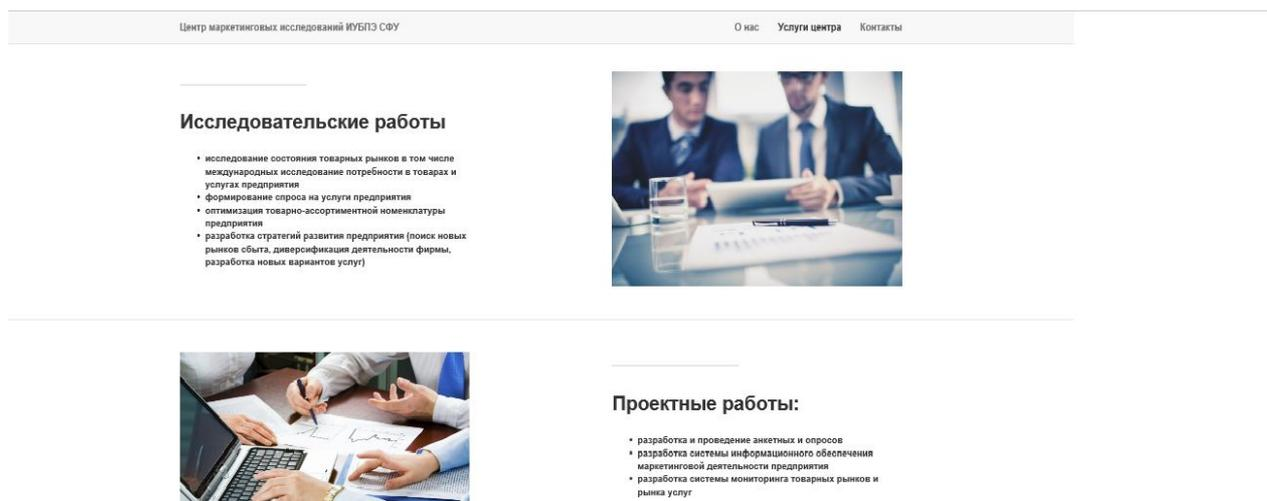 Центр маркетинговых исследований ИУБПЭ СФУ
О нас Услуги центра Контакты
Исследовательские работы
• исследование состояния товарных рынков в том числе
международных исследование потребности в товарах и
услугах предприятия
• формирование спроса на услуги предприятия
• оптимизация товарно-ассортиментной номенклатуры
предприятия
• разработка стратегий развития предприятия (поиск новых
рынков сбыта, диверсификация деятельности фирмы,
разработка новых вариантов услуг)
Проектные работы:
• разработка и проведение анкетных и опросов
• разработка системы информационного обеспечения
маркетинговой деятельности предприятия
• разработка системы мониторинга товарных рынков и
рынка услуг